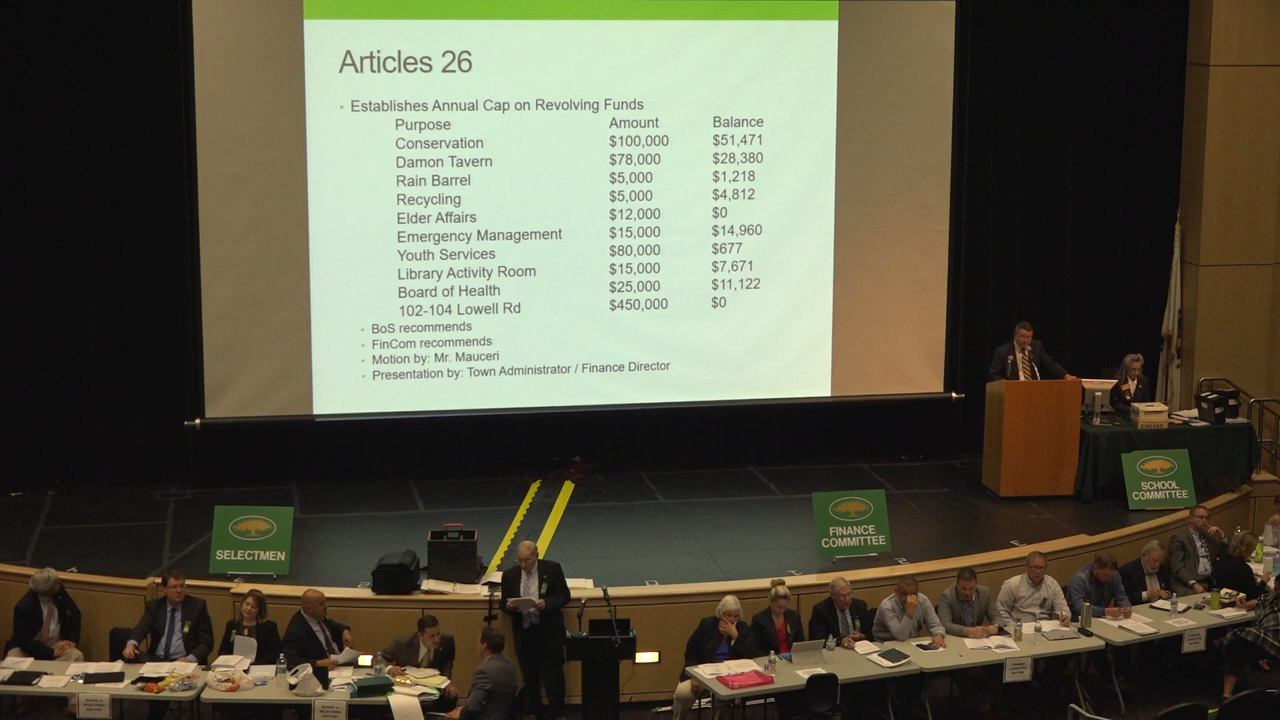 Articles 26
• Establishes Annual Cap on Revolving Funds
Purpose Amount Balance
Conservation $100,000 $51,471
Damon Tavern $78,000 $28,380
Rain Barrel $5,000 $1,218
Recycling $5,000 $4,812
Elder Affairs $12,000 $0
Emergency Management $15,000 $14,960
Youth Services $80,000 $677
Library Activity Room $15,000 $7,671
Board of Health $25,000 $11,122
102-104 Lowell Rd $450,000 $0
• BoS recommends
• FinCom recommends
• Motion by: Mr. Mauceri
• Presentation by: Town Administrator / Finance Director
SELECTMEN
FINANCE
COMMITTEE
SCHOOL
COMMITTEE